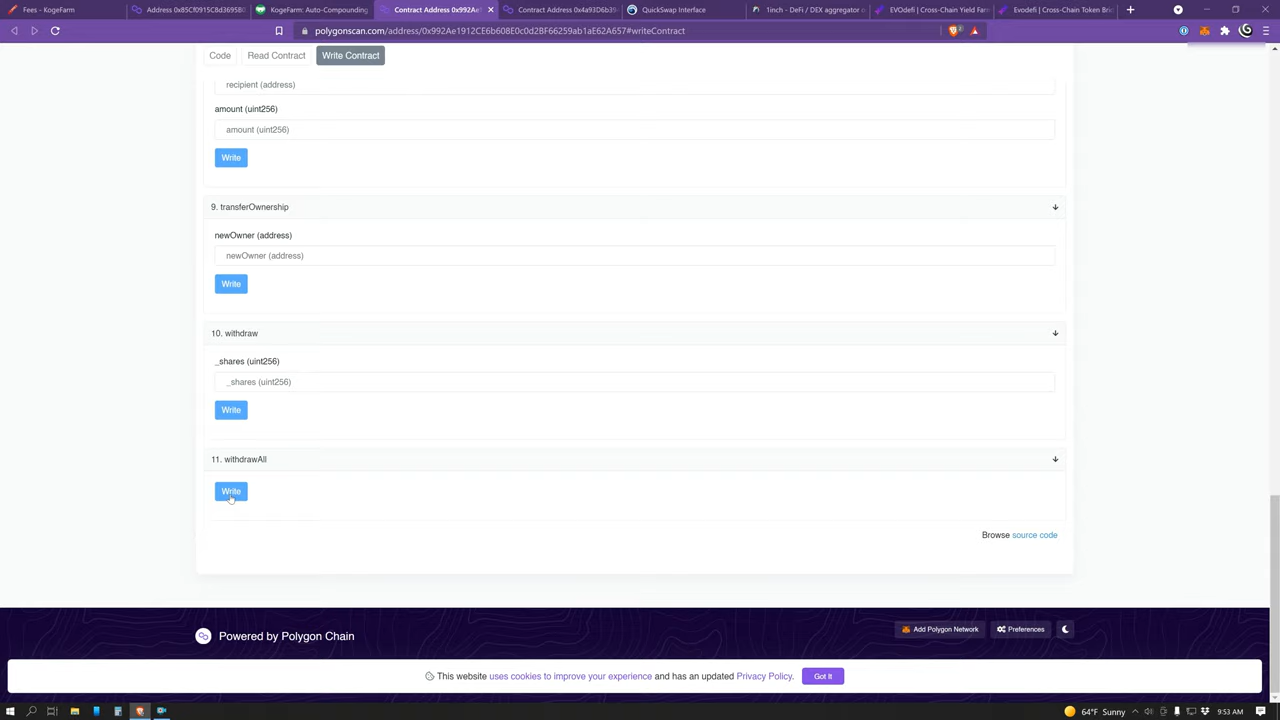 Fees - KogeFarm
Address 0x85Cf0915C8d36958D
KogeFarm: Auto-Compounding
Contract Address 0x992Ae
Contract Address 0x4a93D6b39
QuickSwap Interface
1inch - DeFi / DEX aggregator o
EVOdefi | Cross-Chain Yield Farm
Evodefi | Cross-Chain Token Brid
polygonscan.com/address/0x992Ae1912CE6b608E0c0D2BF66259ab1aE62A657#writeContract
Code
Read Contract
Write Contract
recipient (address)
amount (uint256)
amount (uint256)
Write
9. transferOwnership
newOwner (address)
newOwner (address)
Write
10. withdraw
_shares (uint256)
_shares (uint256)
Write
11. withdrawAll
Write
Browse source code
Powered by Polygon Chain
Add Polygon Network
Preferences
This website uses cookies to improve your experience and has an updated Privacy Policy.
Got It
64°F Sunny
9:53 AM